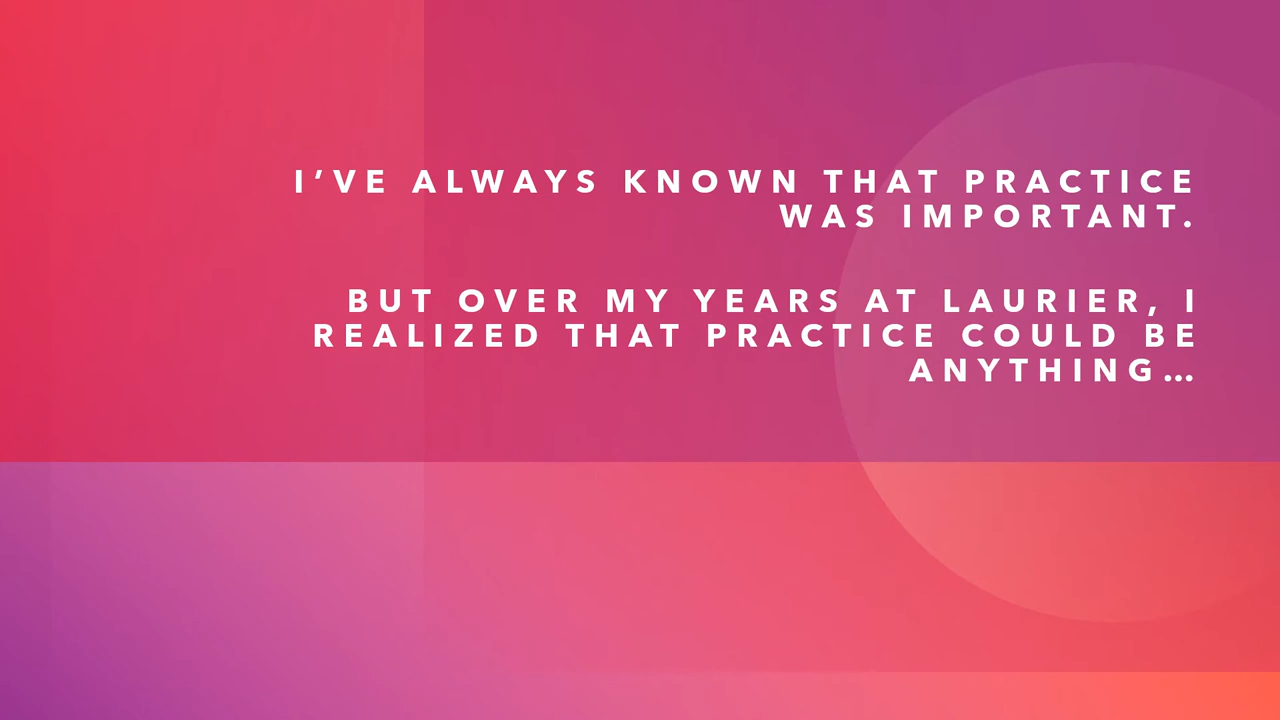 I’VE ALWAYS KNOWN THAT PRACTICE
WAS IMPORTANT.
BUT OVER MY YEARS AT LAURIER, I
REALIZED THAT PRACTICE COULD BE
ANYTHING…